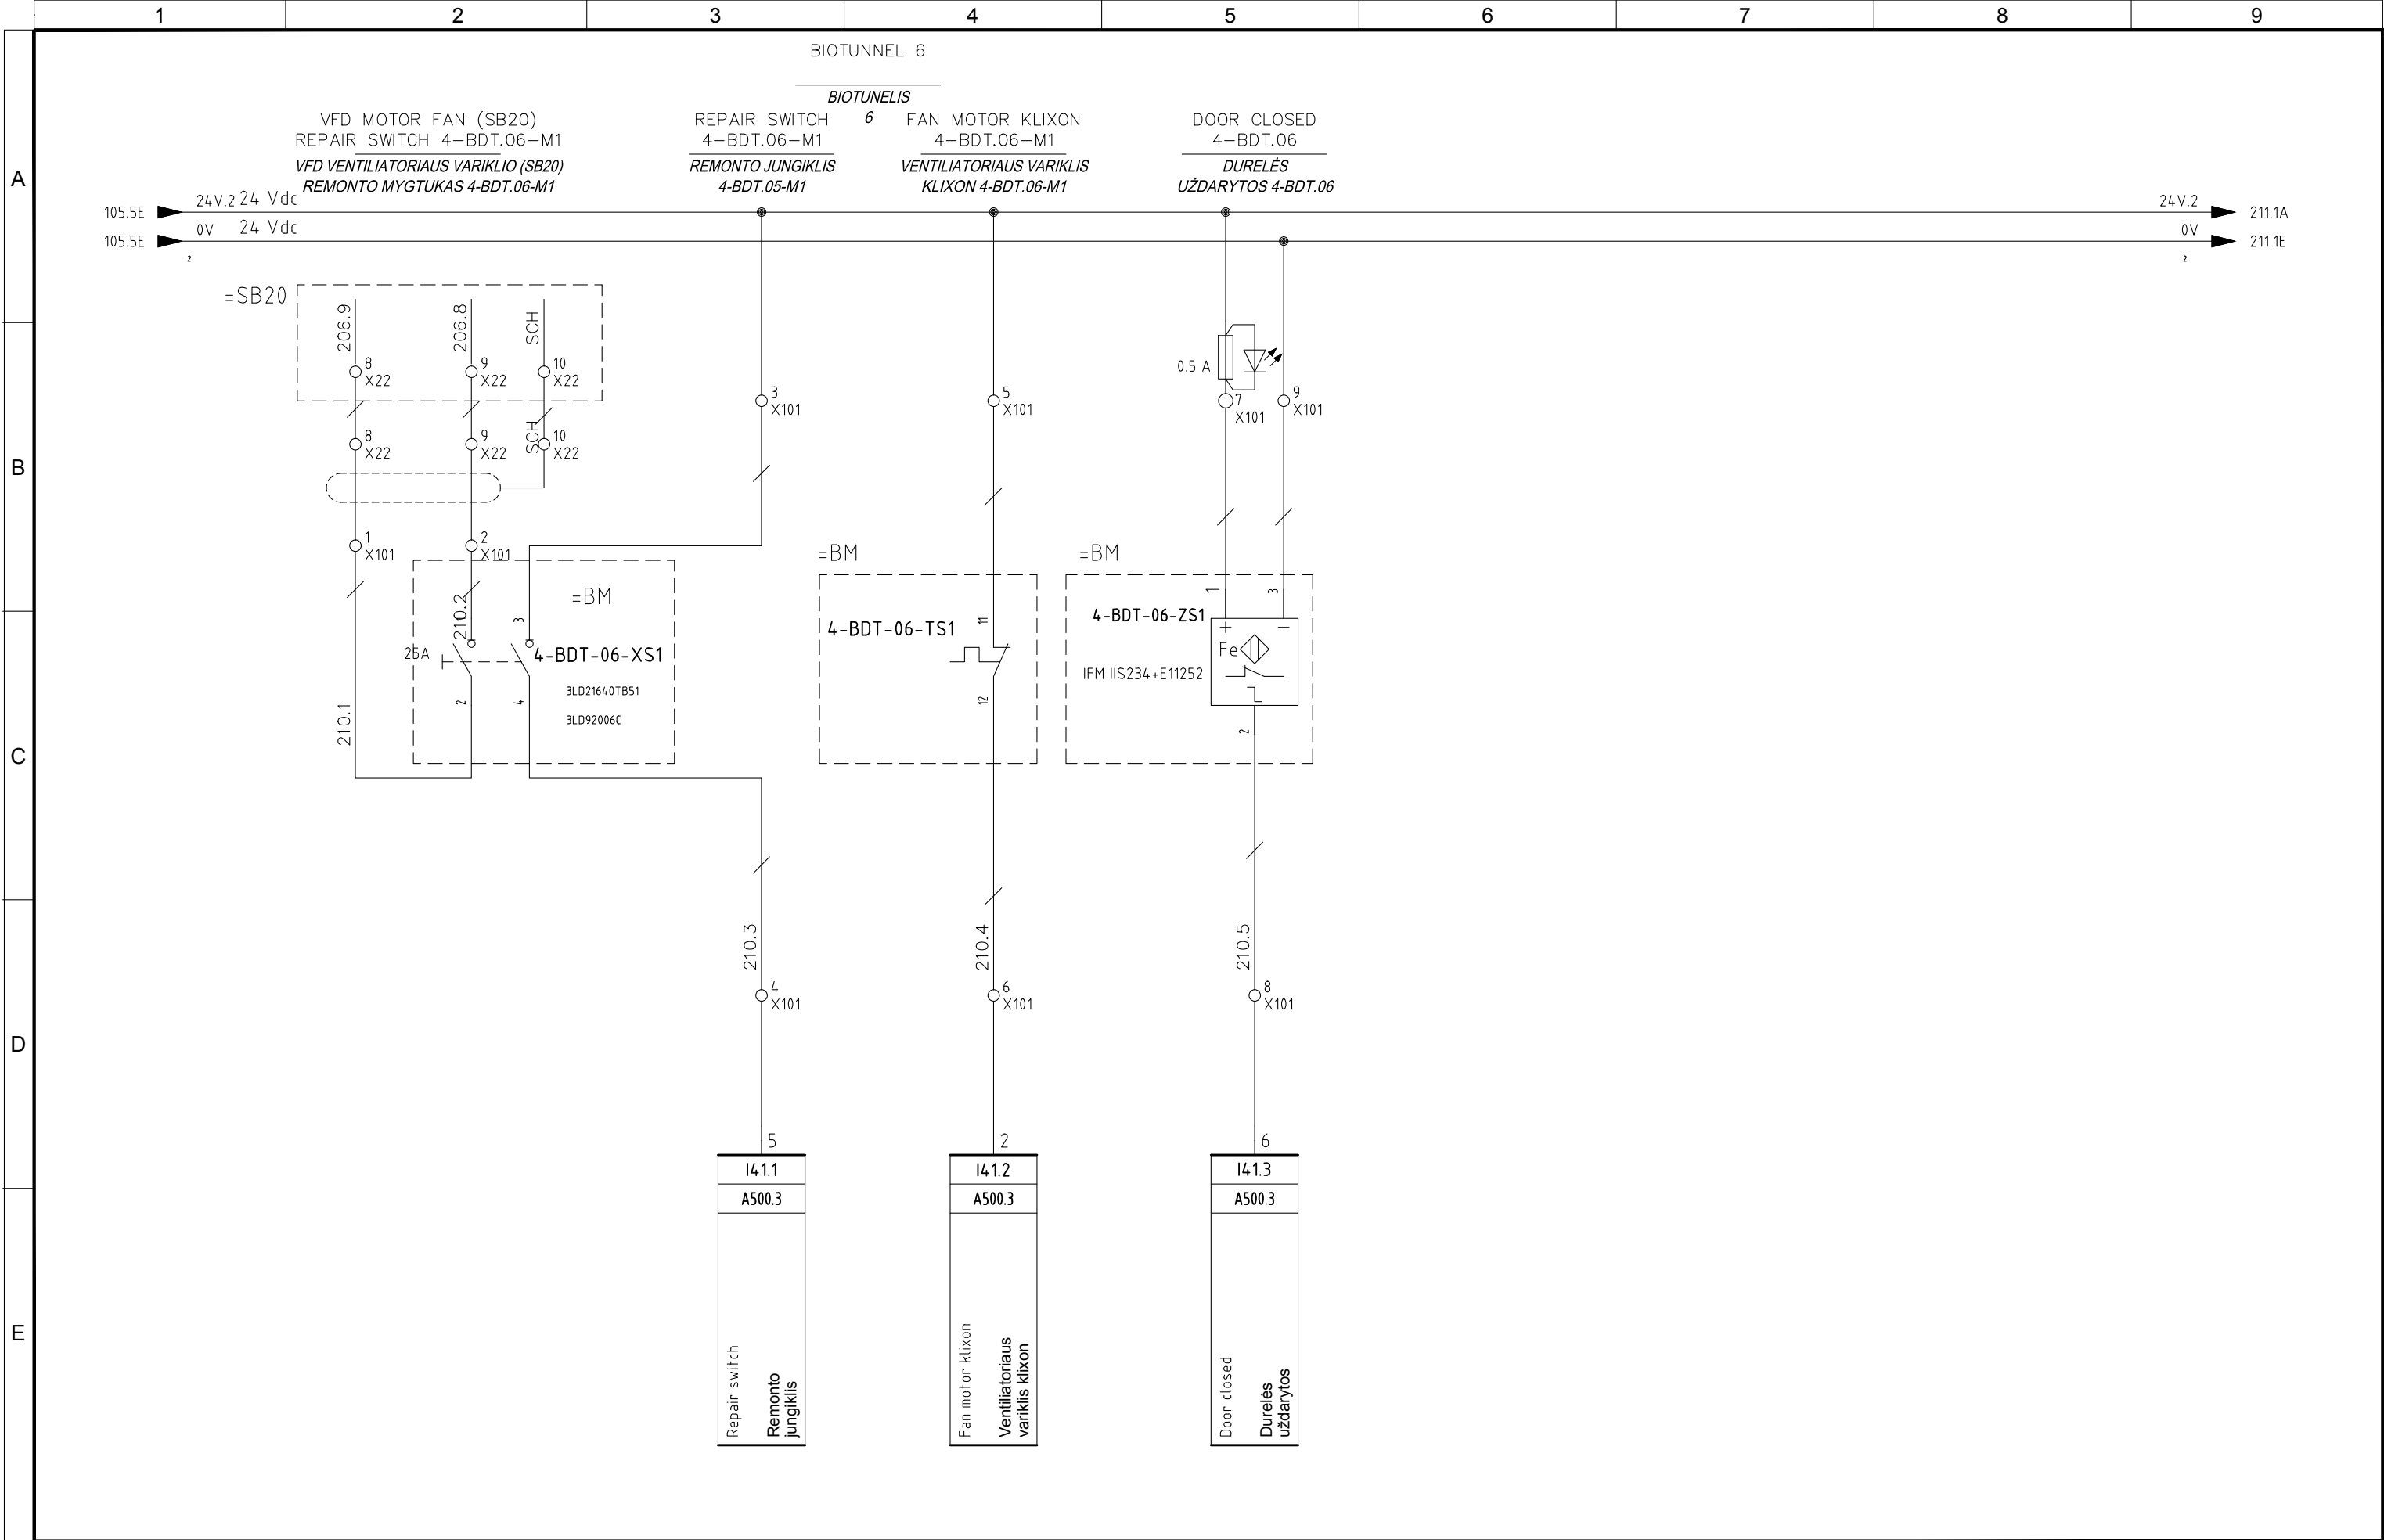 1 2 3 4 5 6 7 8 9
BIOTUNNEL 6
BIOTUNELIS
6
VFD MOTOR FAN (SB20)
REPAIR SWITCH 4-BDT.06-M1
VFD VENTILIATORIAUS VARIKLIO (SB20)
REMONTO MYGTUKAS 4-BDT.06-M1
REPAIR SWITCH
4-BDT.06-M1
REMONTO JUNGIKLIS
4-BDT.05-M1
FAN MOTOR KLIXON
4-BDT.06-M1
VENTILIATORIAUS VARIKLIS
KLIXON 4-BDT.06-M1
DOOR CLOSED
4-BDT.06
DURELĖS
UŽDARYTOS 4-BDT.06
A
105.5E 24V.2 24 Vdc 24V.2 211.1A
105.5E 0V 24 Vdc 0V 211.1E
2 2
=SB20
206.9 206.8 SCH
8 X22 9 X22 10 X22
0.5 A
3 X101 5 X101 7 X101 9 X101
8 X22 9 X22 SCH 10 X22
B
1 X101 2 X101
=BM =BM
=BM
210.2 3 11 1 3
4-BDT-06-ZS1
4-BDT-06-TS1
+ −
25A 4-BDT-06-XS1
Fe
IFM IIS234+E11252
3LD21640TB51
2 4 12
3LD92006C
210.1 2
C
210.3 210.4 210.5
4 X101 6 X101 8 X101
D
5 2 6
I41.1 I41.2 I41.3
A500.3 A500.3 A500.3
E
Repair switch
Remonto
jungiklis
Fan motor klixon
Ventiliatoriaus
variklis klixon
Door closed
Durelės
uždarytos